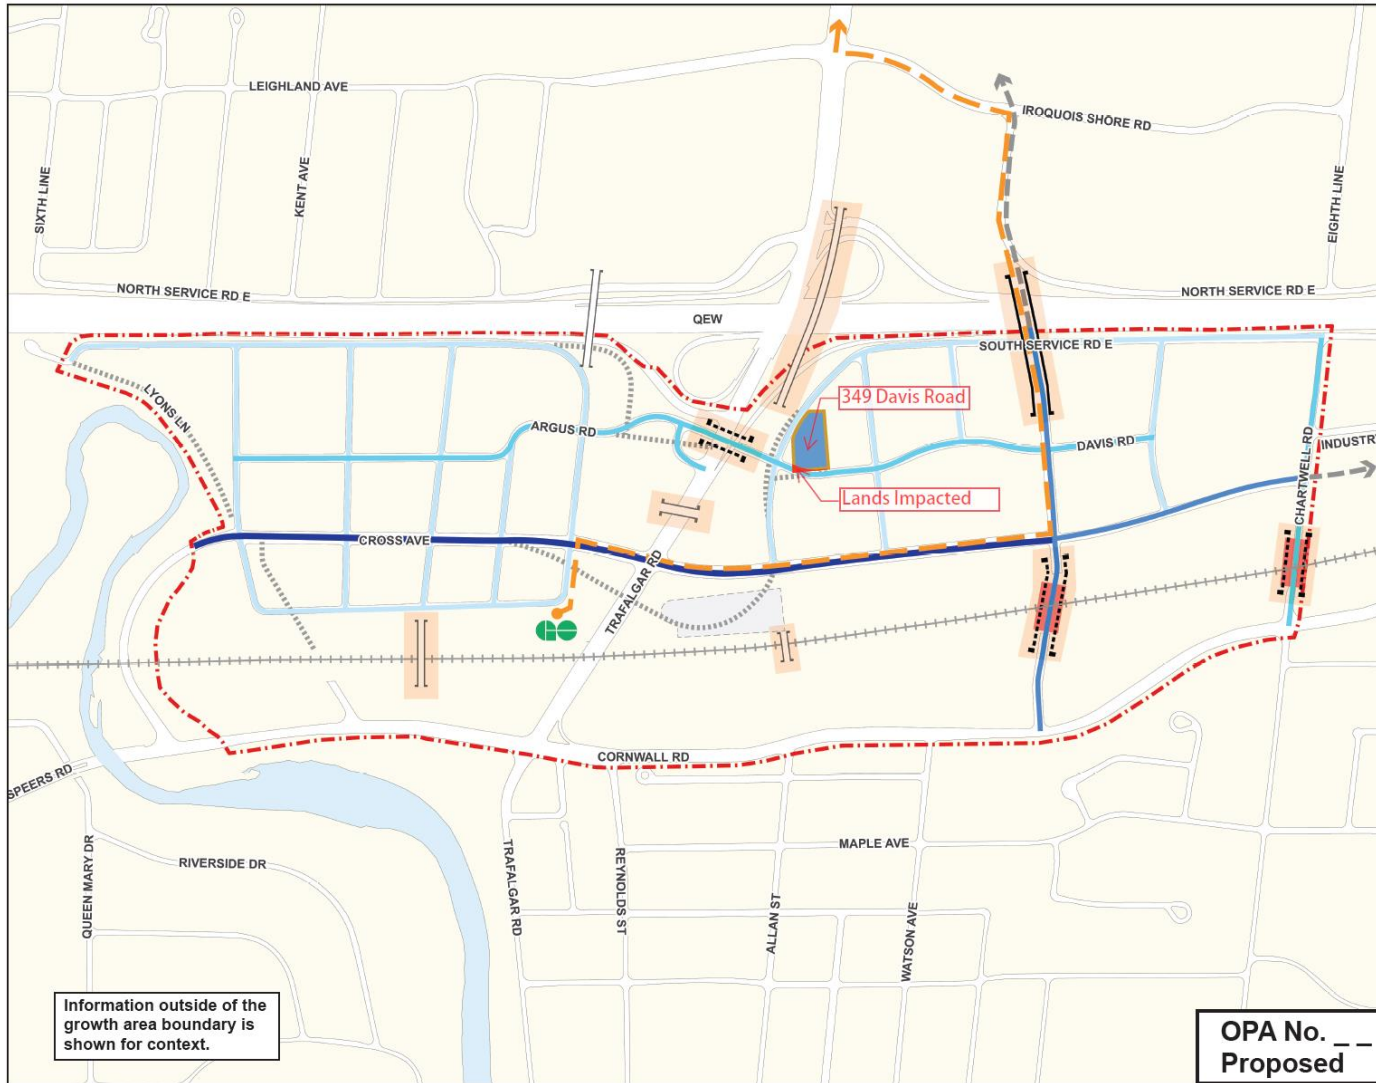 LEIGHLAND AVE
IROQUOIS SHORE RD
SIXTH LINE
KENT AVE
EIGHTH LINE
NORTH SERVICE RD E
NORTH SERVICE RD E
QEW
SOUTH SERVICE RD E
LYONS LN
349 Davis Road
ARGUS RD
DAVIS RD
CHARTWELL RD
INDUSTR
Lands Impacted
CROSS AVE
TRAFALGAR RD
GO
CORNWALL RD
SPEERS RD
QUEEN MARY DR
RIVERSIDE DR
TRAFALGAR RD
REYNOLDS ST
MAPLE AVE
ALLAN ST
WATSON AVE
Information outside of the
growth area boundary is
shown for context.
OPA No. _ _
Proposed